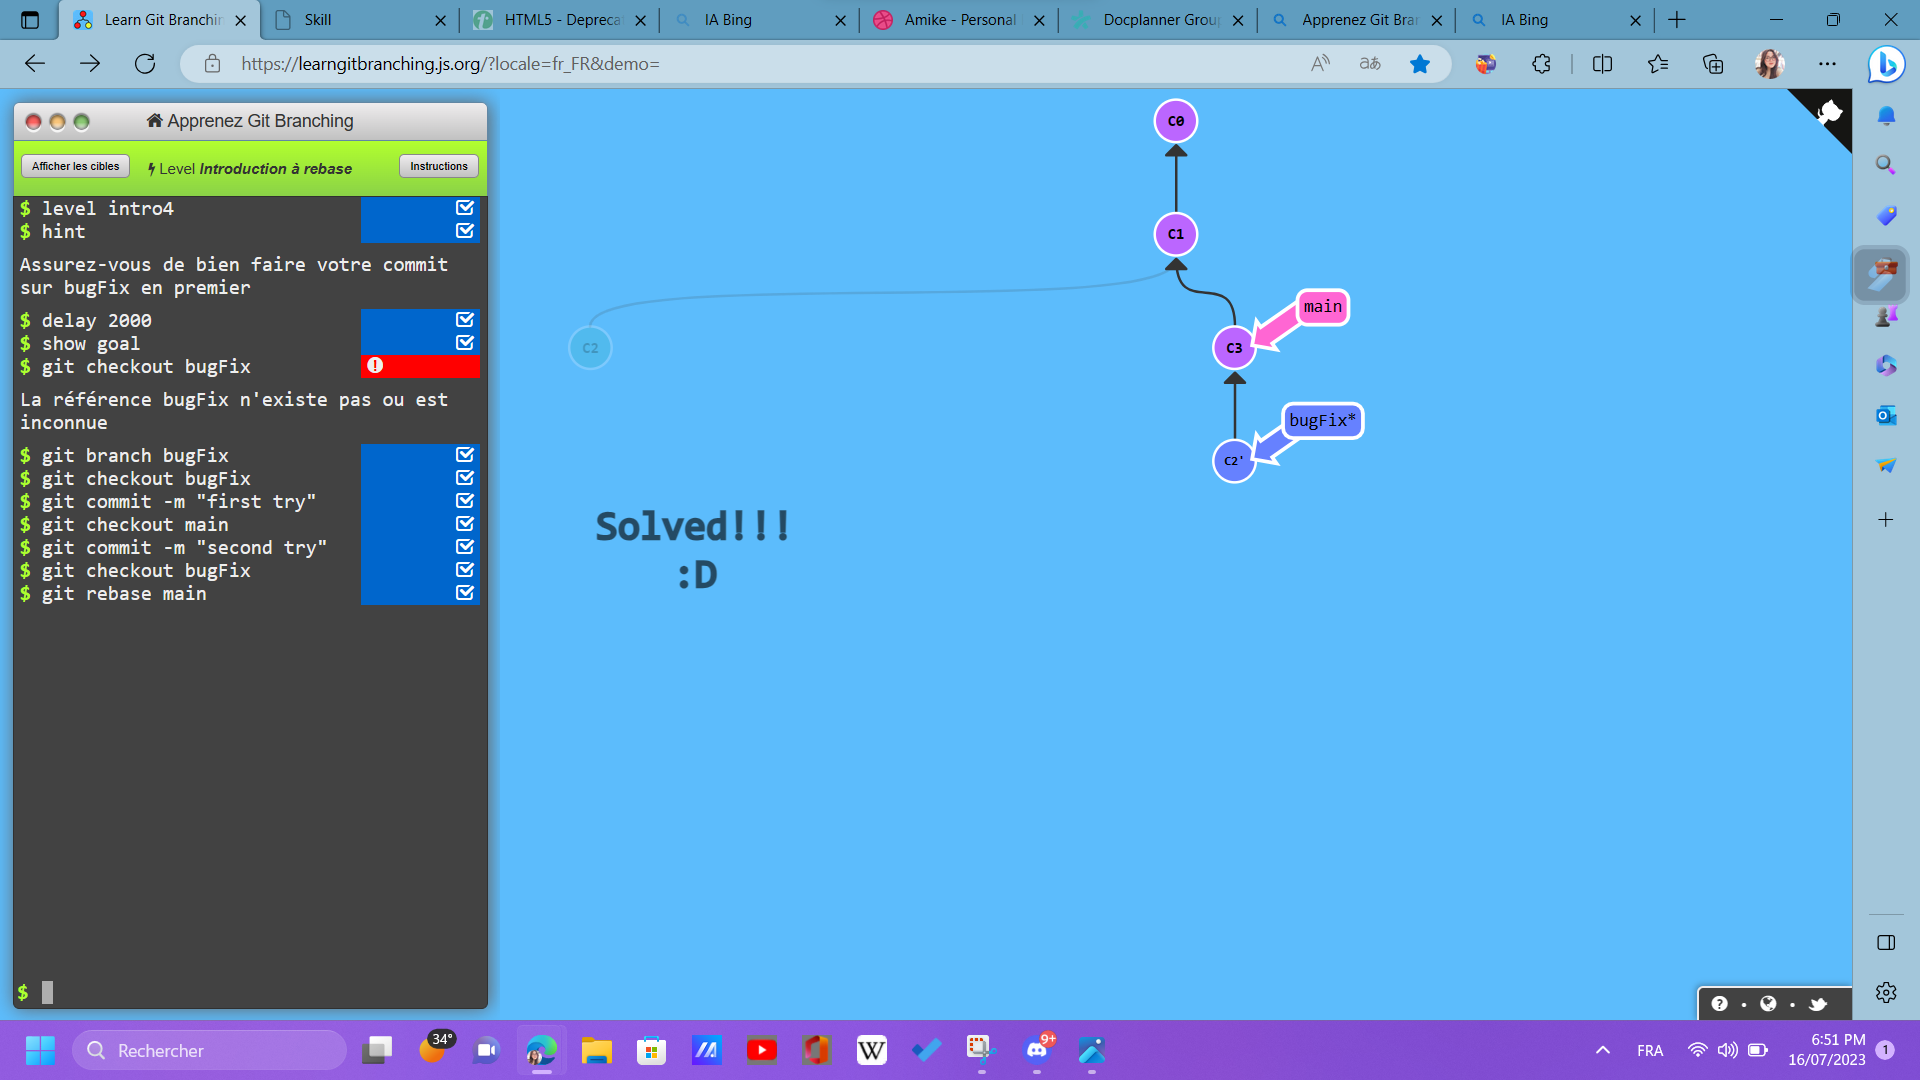 Learn Git Branchin
Skill
HTML5 - Deprecat
IA Bing
Amike - Personal
Docplanner Group
Apprenez Git Bran
IA Bing
https://learngitbranching.js.org/?locale=fr_FR&demo=
Apprenez Git Branching
Afficher les cibles
Level Introduction à rebase
Instructions
$ level intro4
$ hint
Assurez-vous de bien faire votre commit
sur bugFix en premier
$ delay 2000
$ show goal
$ git checkout bugFix
La référence bugFix n'existe pas ou est
inconnue
$ git branch bugFix
$ git checkout bugFix
$ git commit -m "first try"
$ git checkout main
$ git commit -m "second try"
$ git checkout bugFix
$ git rebase main
$
C0
C1
C2
main
C3
bugFix*
C2'
Solved!!!
:D
Rechercher
34°
9+
FRA
6:51 PM
16/07/2023
1